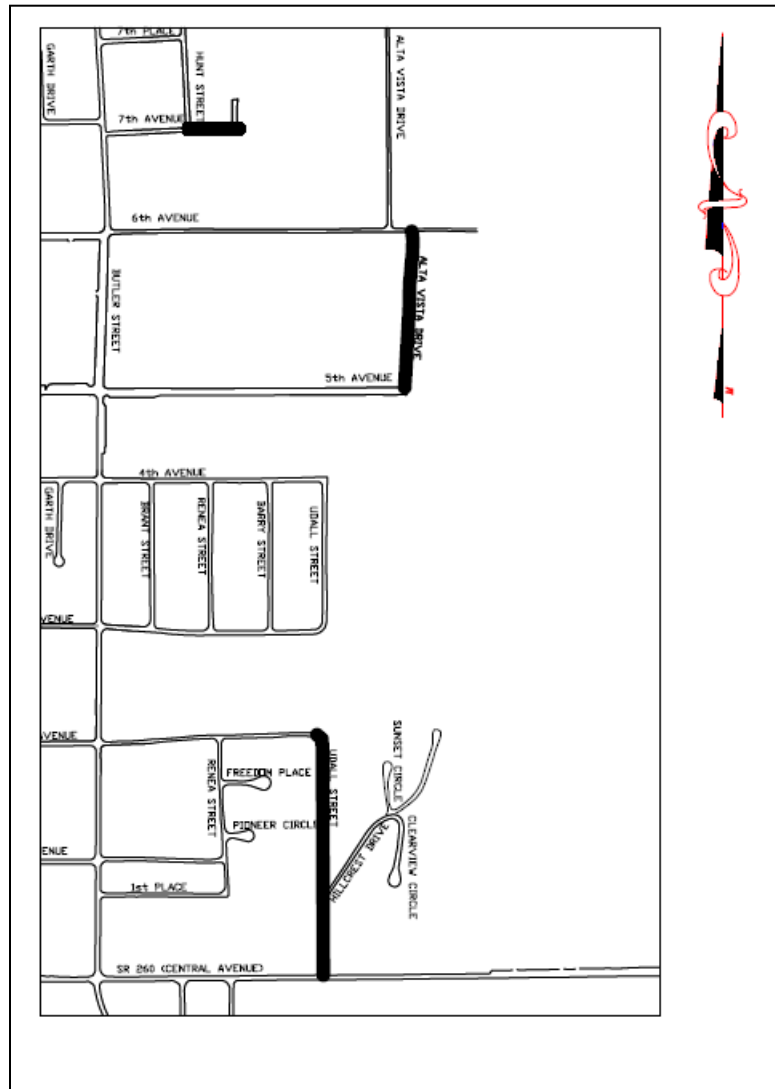 7th PLACE
GARTH DRIVE
HUNT STREET
ALTA VISTA DRIVE
7th AVENUE
6th AVENUE
BUTLER STREET
ALTA VISTA DRIVE
5th AVENUE
4th AVENUE
GARTH DRIVE
BRANT STREET
RENEA STREET
BARRY STREET
UDALL STREET
VENUE
VENUE
SUNSET CIRCLE
UDALL STREET
RENEA STREET
FREEDOM PLACE
PIONEER CIRCLE
HILLCREST DRIVE
CLEARVIEW CIRCLE
ENUE
1st PLACE
SR 260 (CENTRAL AVENUE)